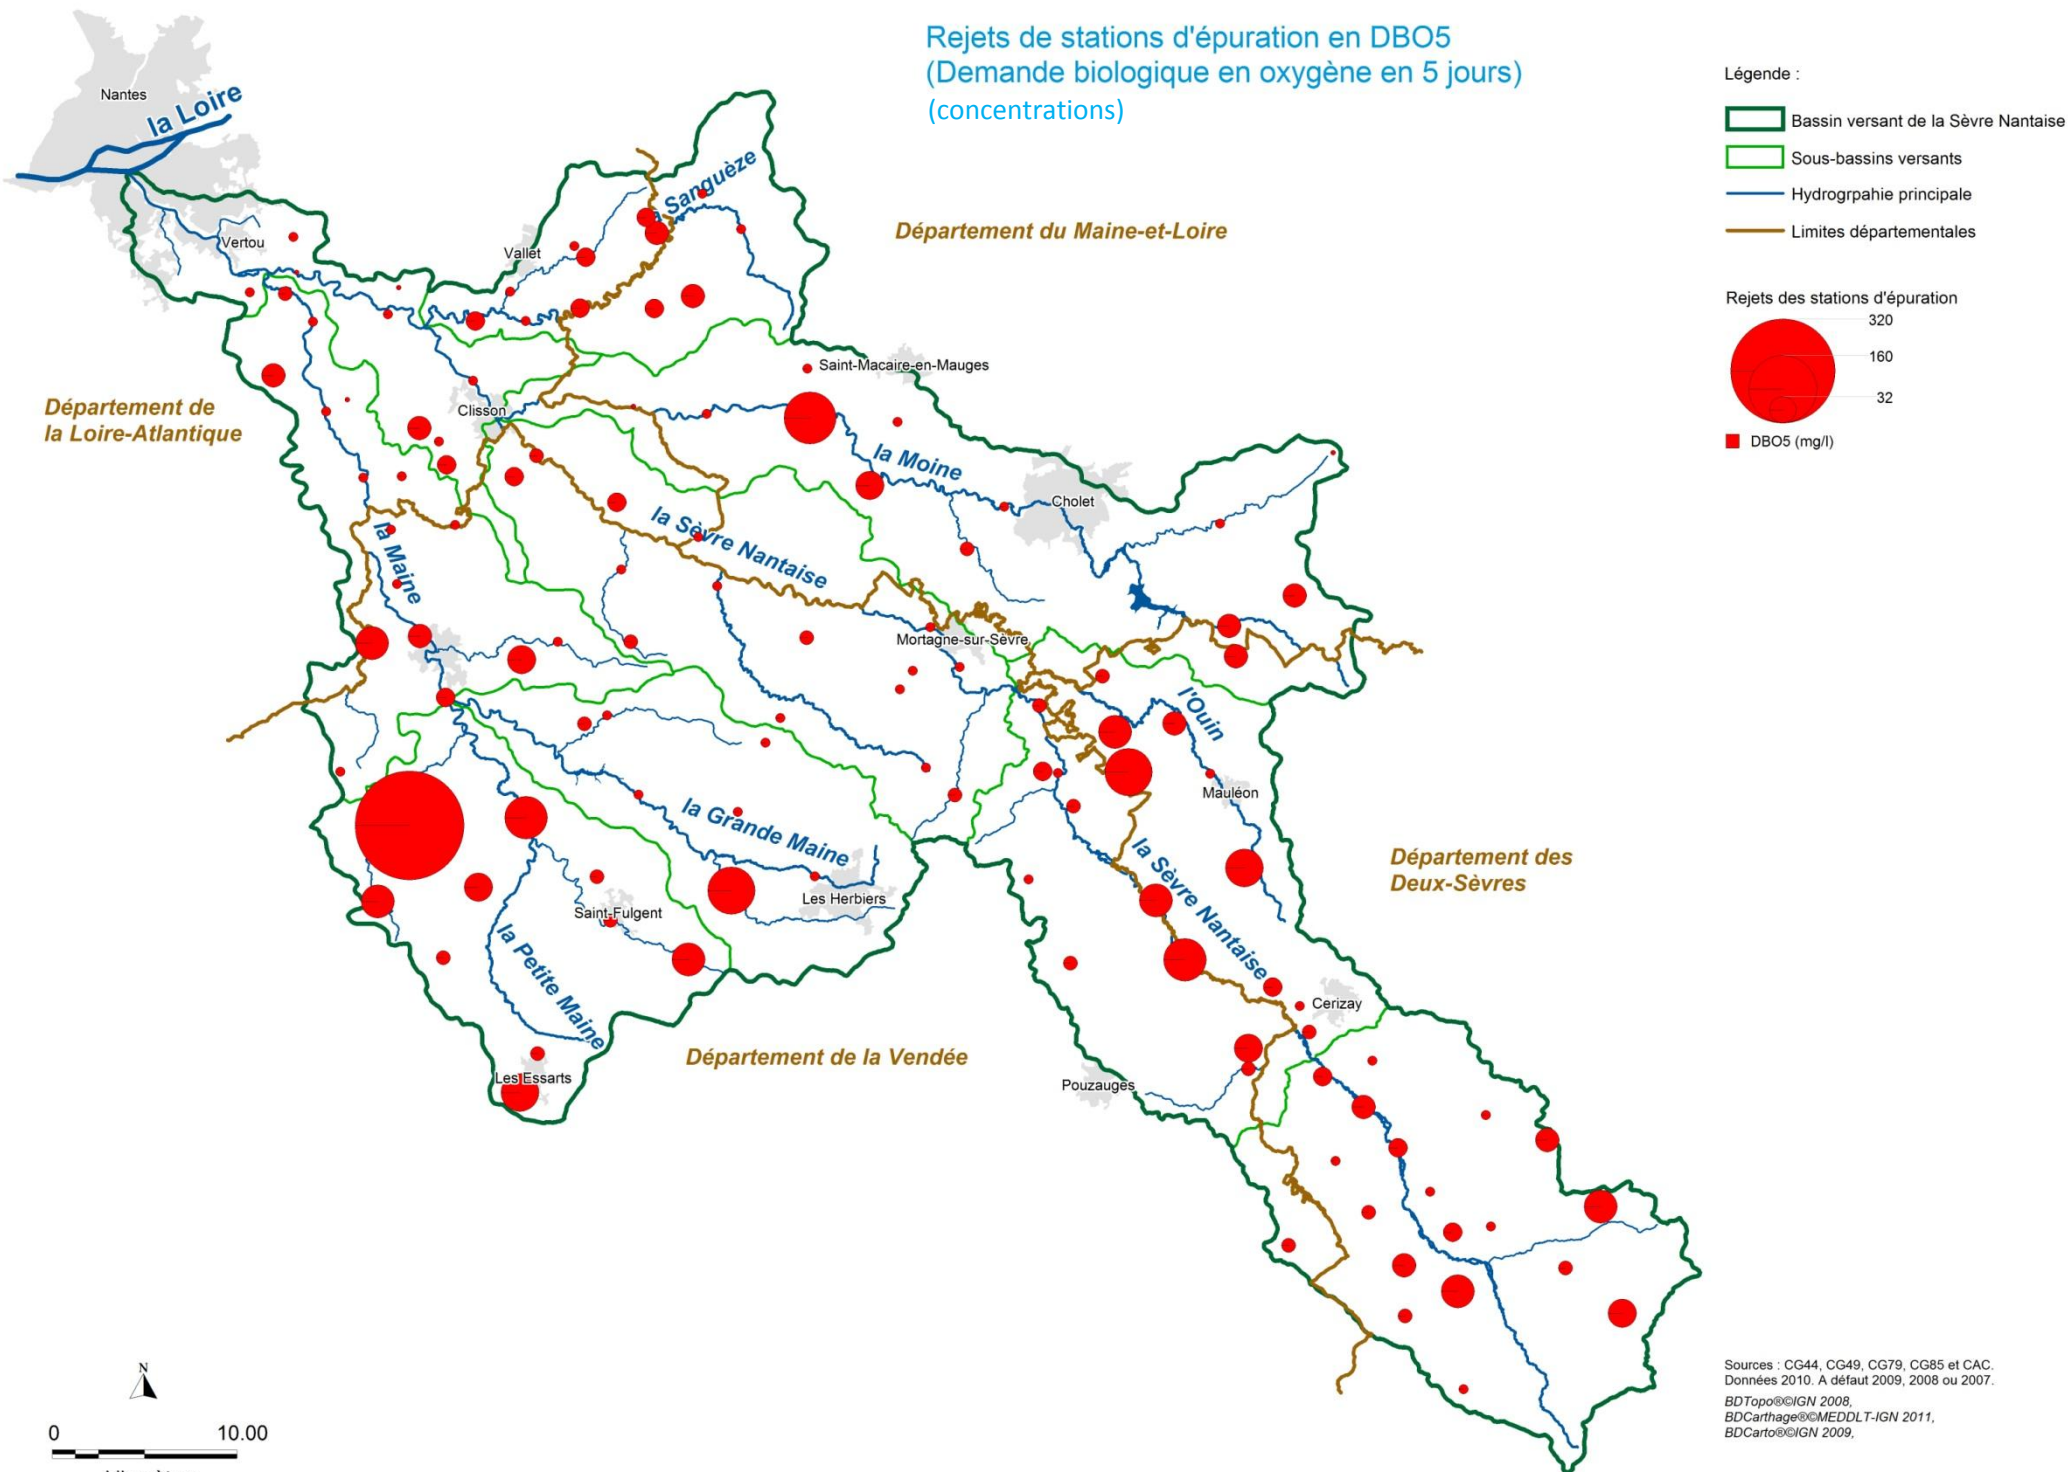 Rejets de stations d'épuration en DBO5
(Demande biologique en oxygène en 5 jours)
(concentrations)
Légende :
Bassin versant de la Sèvre Nantaise
Sous-bassins versants
Hydrogrpahie principale
Limites départementales
Rejets des stations d'épuration
320
160
32
DBO5 (mg/l)
Nantes
la Loire
Vertou
Vallet
Sanguèze
Département du Maine-et-Loire
Saint-Macaire-en-Mauges
Département de
la Loire-Atlantique
Clisson
la Moine
Cholet
la Sèvre Nantaise
la Maine
Mortagne-sur-Sèvre
l'Ouin
Mauléon
la Grande Maine
Les Herbiers
Département des
Deux-Sèvres
la Sèvre Nantaise
Saint-Fulgent
la Petite Maine
Cerizay
Département de la Vendée
Les Essarts
Pouzauges
N
0 10.00
Sources : CG44, CG49, CG79, CG85 et CAC.
Données 2010. A défaut 2009, 2008 ou 2007.
BDTopo®©IGN 2008,
BDCarthage®©MEDDLT-IGN 2011,
BDCarto®©IGN 2009,